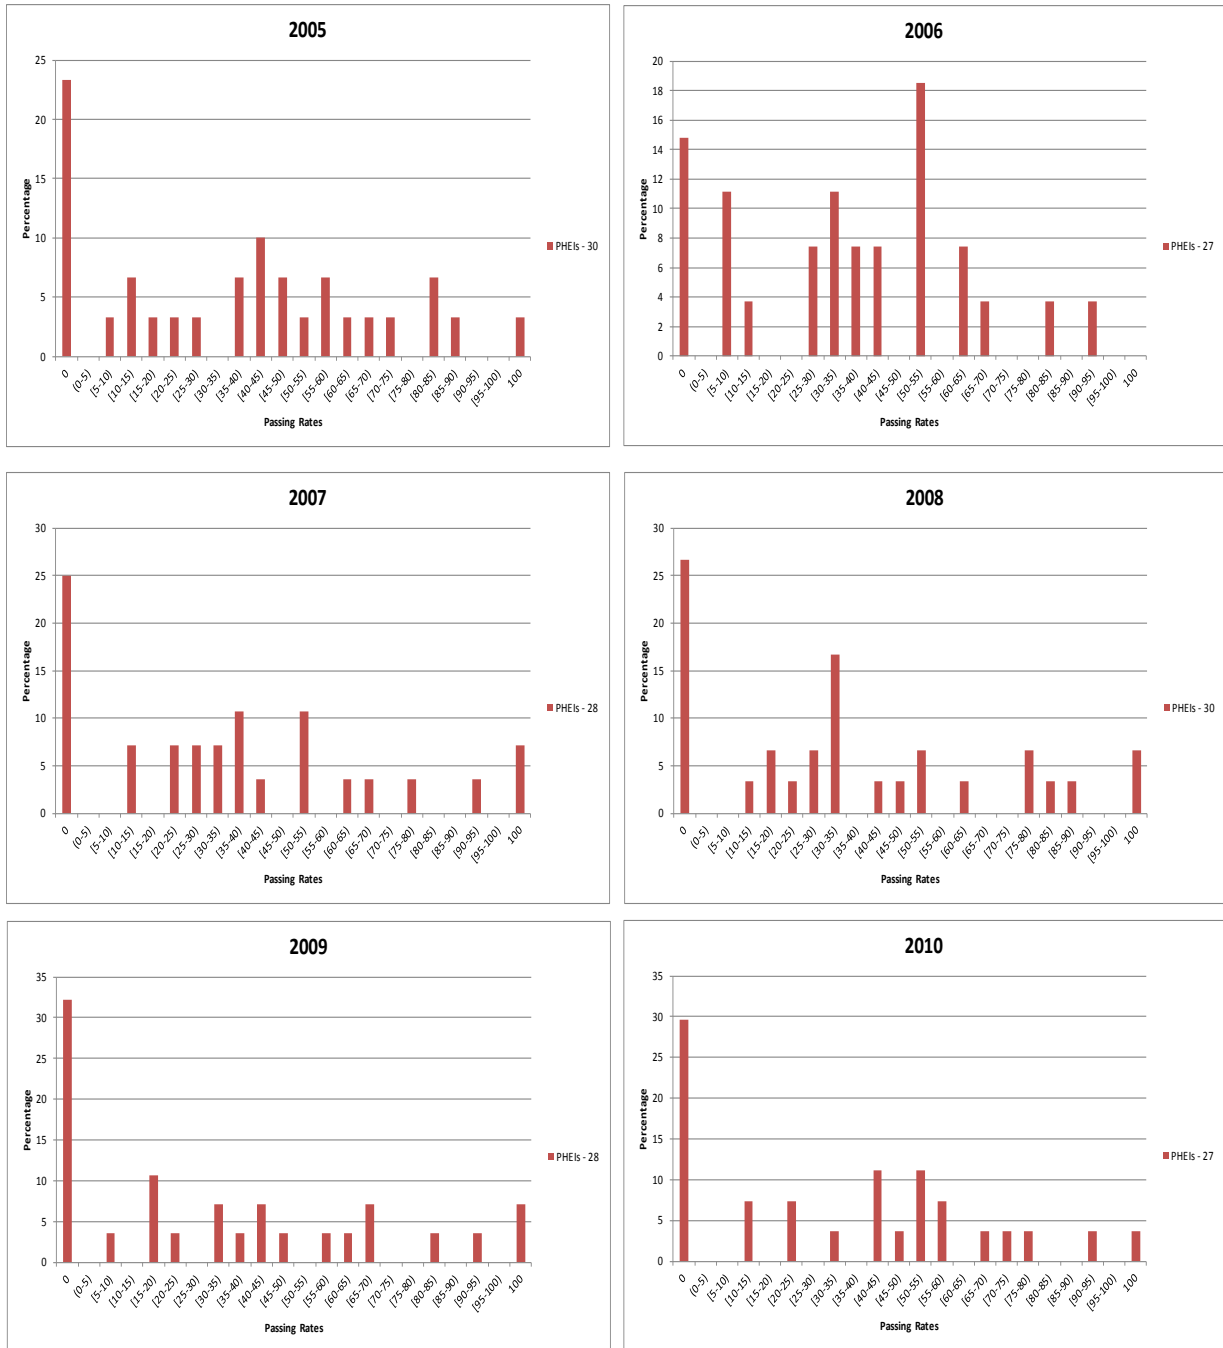 2005
25
20
15
10
5
0
Percentage
0 (0-5) [5-10) [10-15) [15-20) [20-25) [25-30) [30-35) [35-40) [40-45) [45-50) [50-55) [55-60) [60-65) [65-70) [70-75) [75-80) [80-85) [85-90) [90-95) [95-100) 100
Passing Rates
PHEIs - 30
2006
20
18
16
14
12
10
8
6
4
2
0
Percentage
0 (0-5) [5-10) [10-15) [15-20) [20-25) [25-30) [30-35) [35-40) [40-45) [45-50) [50-55) [55-60) [60-65) [65-70) [70-75) [75-80) [80-85) [85-90) [90-95) [95-100) 100
Passing Rates
PHEIs - 27
2007
30
25
20
15
10
5
0
Percentage
0 (0-5) [5-10) [10-15) [15-20) [20-25) [25-30) [30-35) [35-40) [40-45) [45-50) [50-55) [55-60) [60-65) [65-70) [70-75) [75-80) [80-85) [85-90) [90-95) [95-100) 100
Passing Rates
PHEIs - 28
2008
30
25
20
15
10
5
0
Percentage
0 (0-5) [5-10) [10-15) [15-20) [20-25) [25-30) [30-35) [35-40) [40-45) [45-50) [50-55) [55-60) [60-65) [65-70) [70-75) [75-80) [80-85) [85-90) [90-95) [95-100) 100
Passing Rates
PHEIs - 30
2009
35
30
25
20
15
10
5
0
Percentage
0 (0-5) [5-10) [10-15) [15-20) [20-25) [25-30) [30-35) [35-40) [40-45) [45-50) [50-55) [55-60) [60-65) [65-70) [70-75) [75-80) [80-85) [85-90) [90-95) [95-100) 100
Passing Rates
PHEIs - 28
2010
35
30
25
20
15
10
5
0
Percentage
0 (0-5) [5-10) [10-15) [15-20) [20-25) [25-30) [30-35) [35-40) [40-45) [45-50) [50-55) [55-60) [60-65) [65-70) [70-75) [75-80) [80-85) [85-90) [90-95) [95-100) 100
Passing Rates
PHEIs - 27